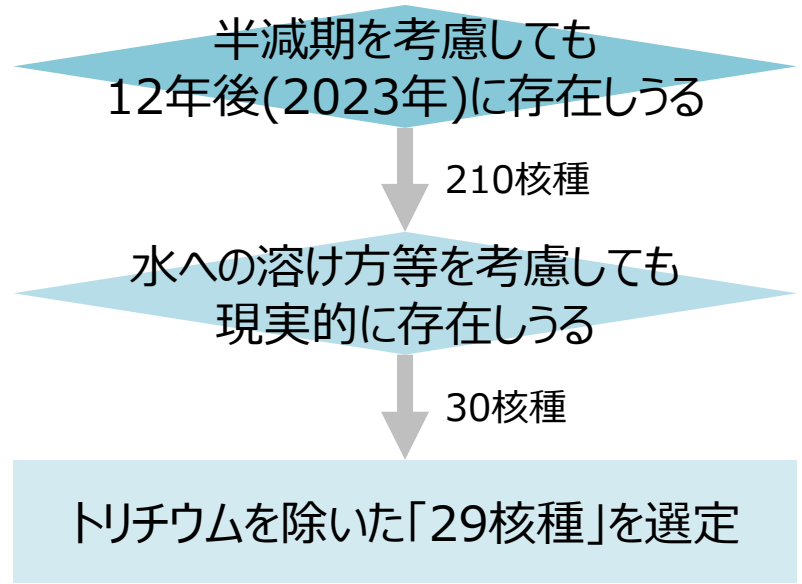 半減期を考慮しても
12年後(2023年)に存在しうる
210核種
水への溶け方等を考慮しても
現実的に存在しうる
30核種
トリチウムを除いた「29核種」を選定